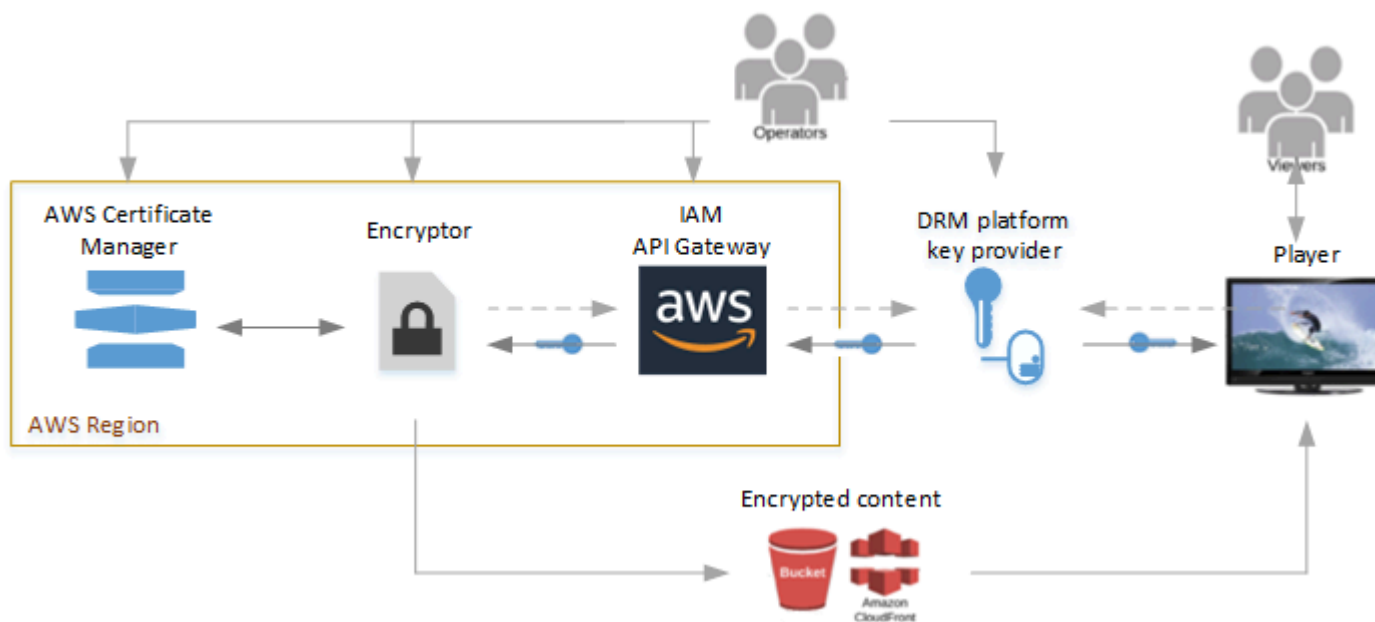 Operators
Viewers
AWS Certificate
Manager
Encryptor
IAM
API Gateway
aws
DRM platform
key provider
Player
AWS Region
Encrypted content
Bucket
Amazon
CloudFront